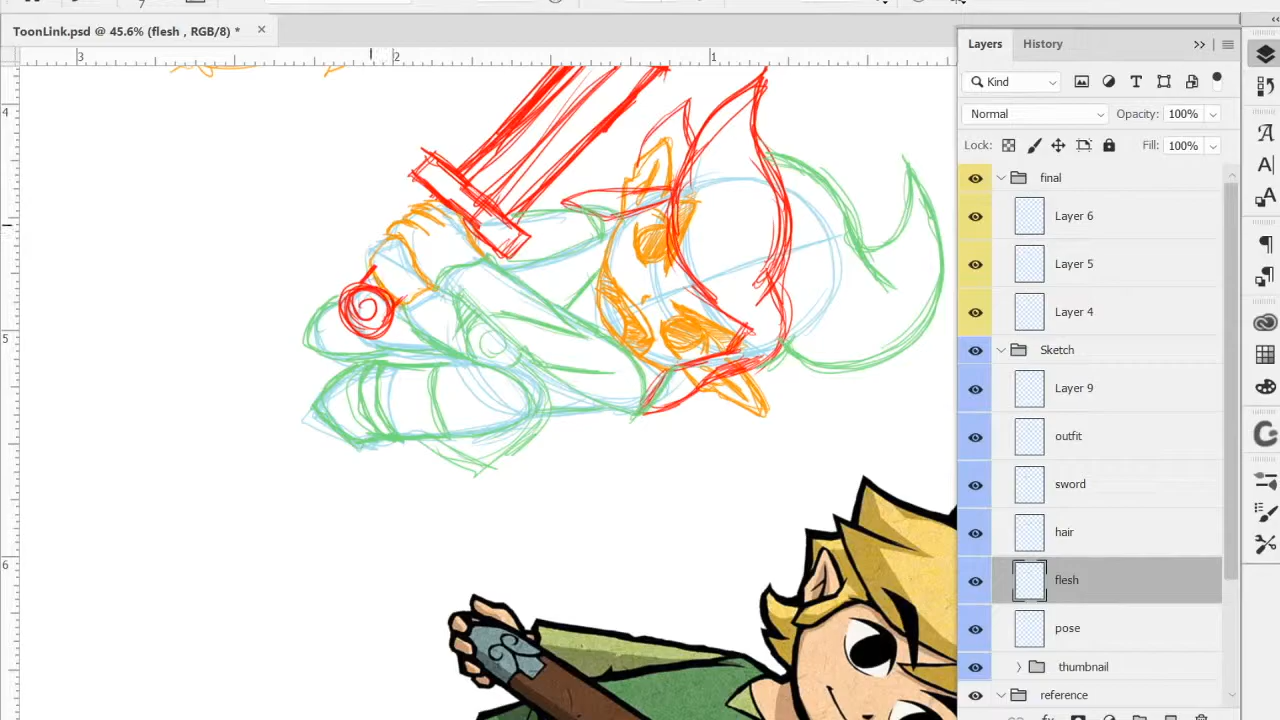 ToonLink.psd @ 45.6% (flesh , RGB/8) *
3
2
1
4
5
6
Layers
History
Kind
Normal
Opacity: 100%
Lock:
Fill: 100%
final
Layer 6
Layer 5
Layer 4
Sketch
Layer 9
outfit
sword
hair
flesh
pose
thumbnail
reference